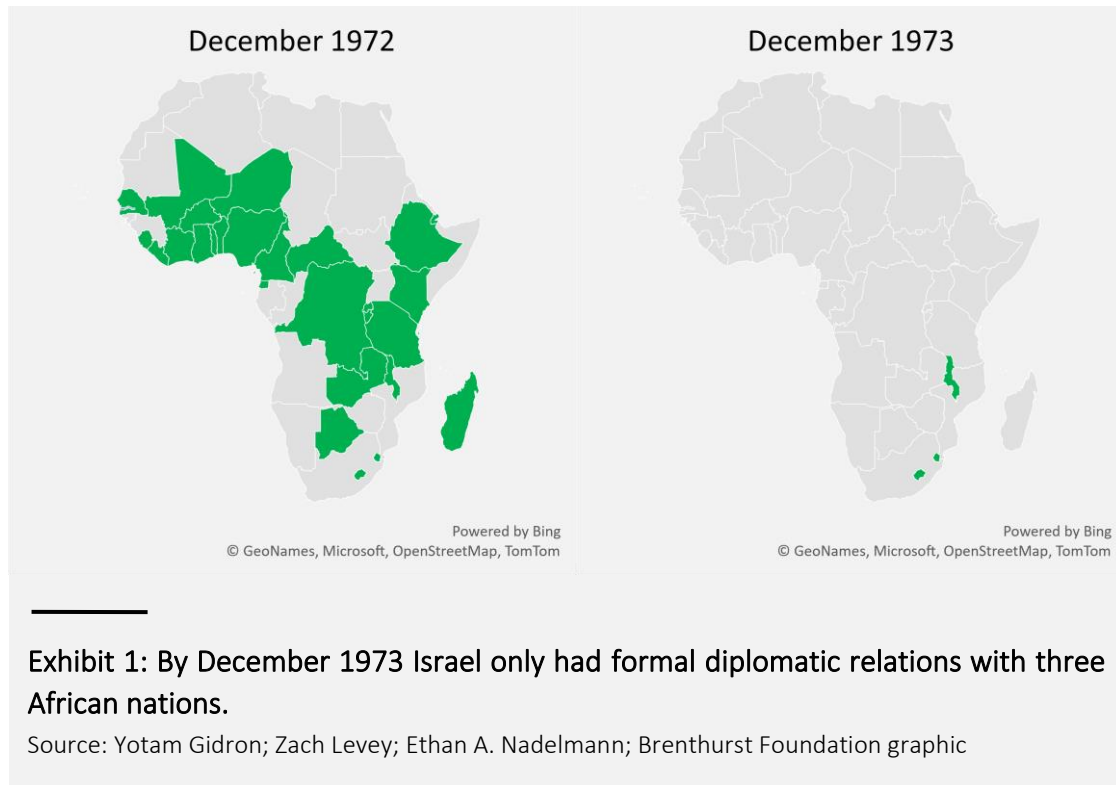 December 1972
December 1973
Powered by Bing
© GeoNames, Microsoft, OpenStreetMap, TomTom
Powered by Bing
© GeoNames, Microsoft, OpenStreetMap, TomTom
Exhibit 1: By December 1973 Israel only had formal diplomatic relations with three
African nations.
Source: Yotam Gidron; Zach Levey; Ethan A. Nadelmann; Brenthurst Foundation graphic